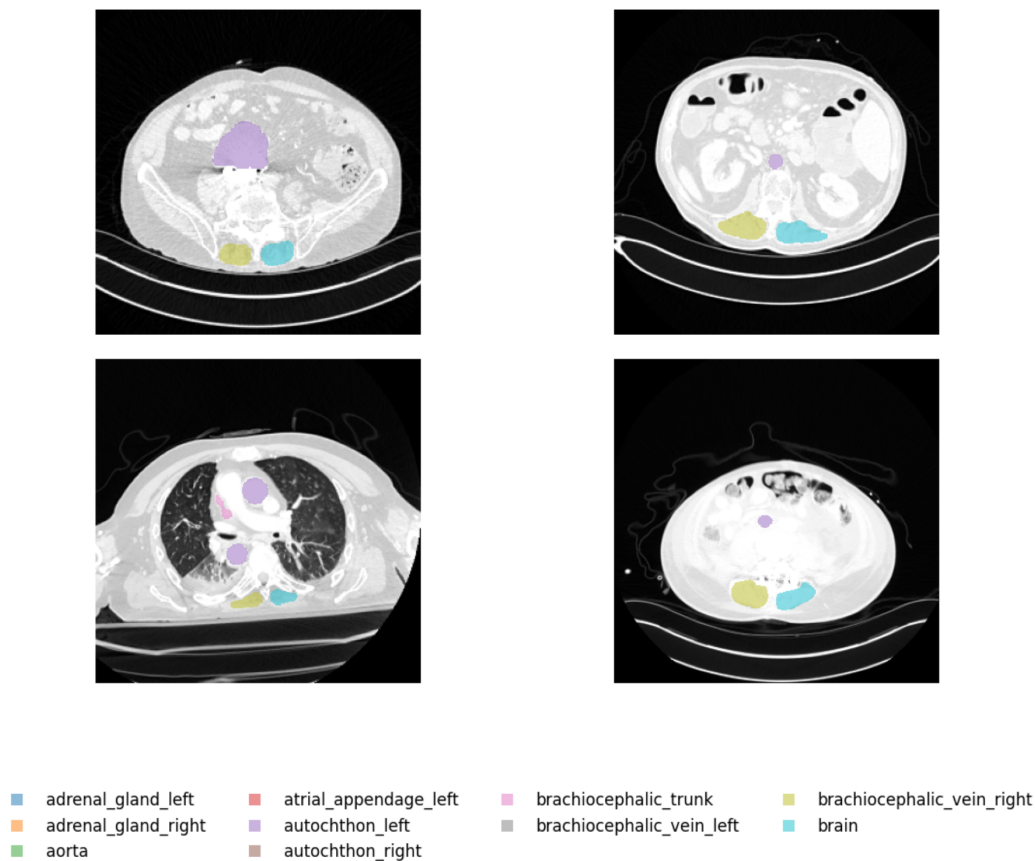 adrenal_gland_left atrial_appendage_left brachiocephalic_trunk brachiocephalic_vein_right
adrenal_gland_right autochthon_left brachiocephalic_vein_left brain
aorta autochthon_right